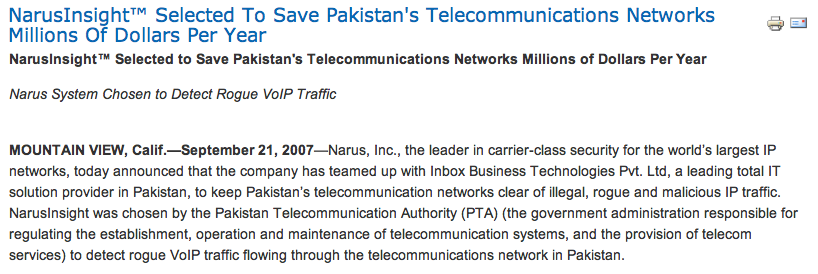 NarusInsight™ Selected To Save Pakistan's Telecommunications Networks
Millions Of Dollars Per Year
NarusInsight™ Selected to Save Pakistan's Telecommunications Networks Millions of Dollars Per Year
Narus System Chosen to Detect Rogue VoIP Traffic
MOUNTAIN VIEW, Calif.—September 21, 2007—Narus, Inc., the leader in carrier-class security for the world's largest IP
networks, today announced that the company has teamed up with Inbox Business Technologies Pvt. Ltd, a leading total IT
solution provider in Pakistan, to keep Pakistan's telecommunication networks clear of illegal, rogue and malicious IP traffic.
NarusInsight was chosen by the Pakistan Telecommunication Authority (PTA) (the government administration responsible for
regulating the establishment, operation and maintenance of telecommunication systems, and the provision of telecom
services) to detect rogue VoIP traffic flowing through the telecommunications network in Pakistan.